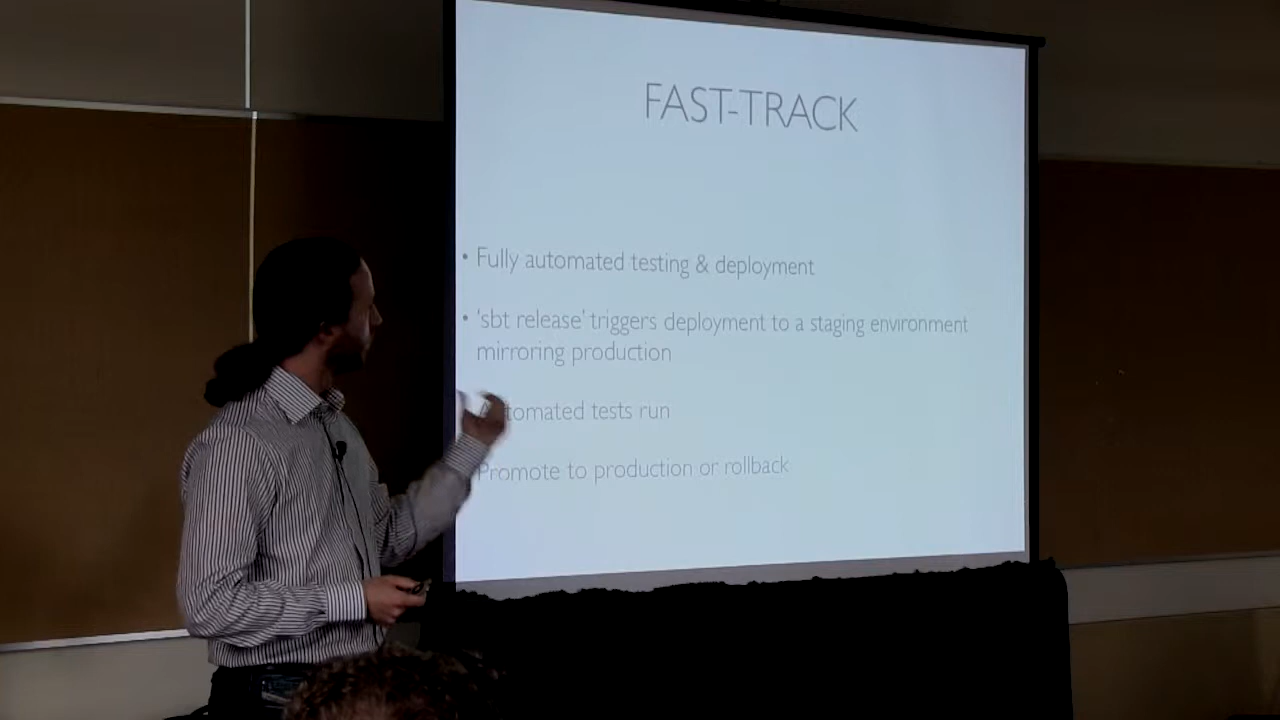 FAST-TRACK
• Fully automated testing & deployment
• 'sbt release' triggers deployment to a staging environment
mirroring production
Automated tests run
Promote to production or rollback